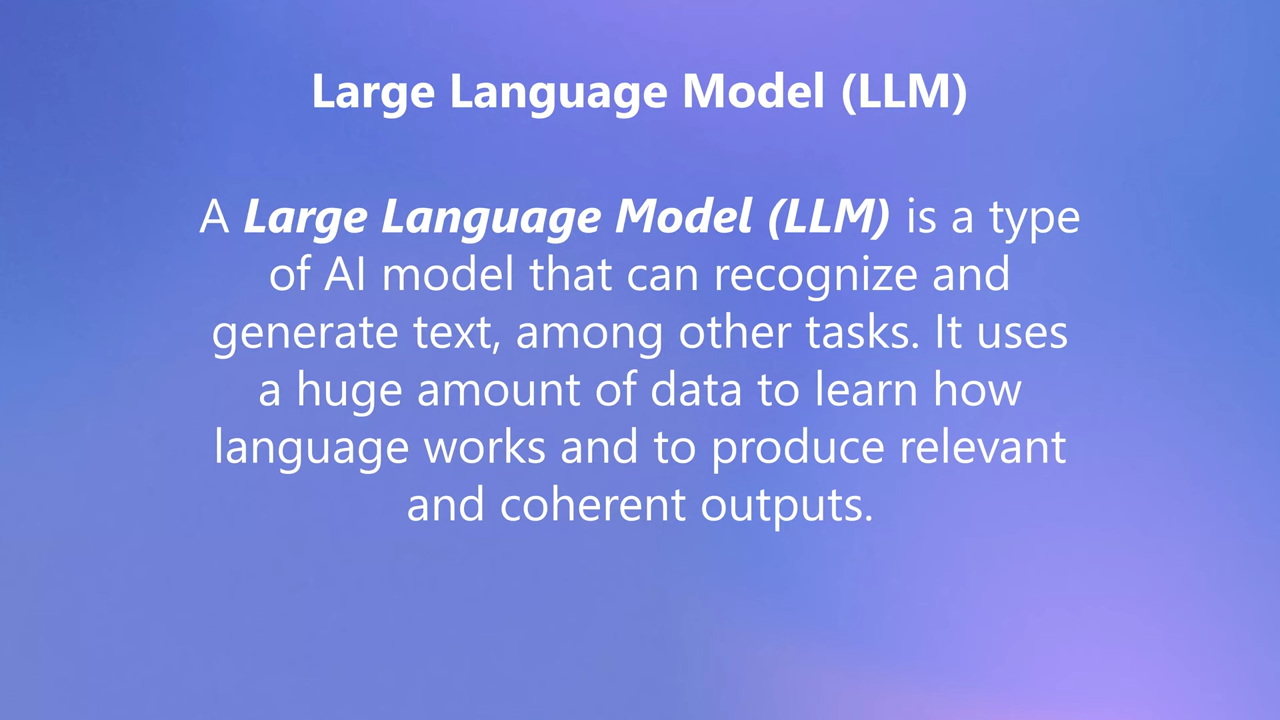 Large Language Model (LLM)
A Large Language Model (LLM) is a type
of AI model that can recognize and
generate text, among other tasks. It uses
a huge amount of data to learn how
language works and to produce relevant
and coherent outputs.